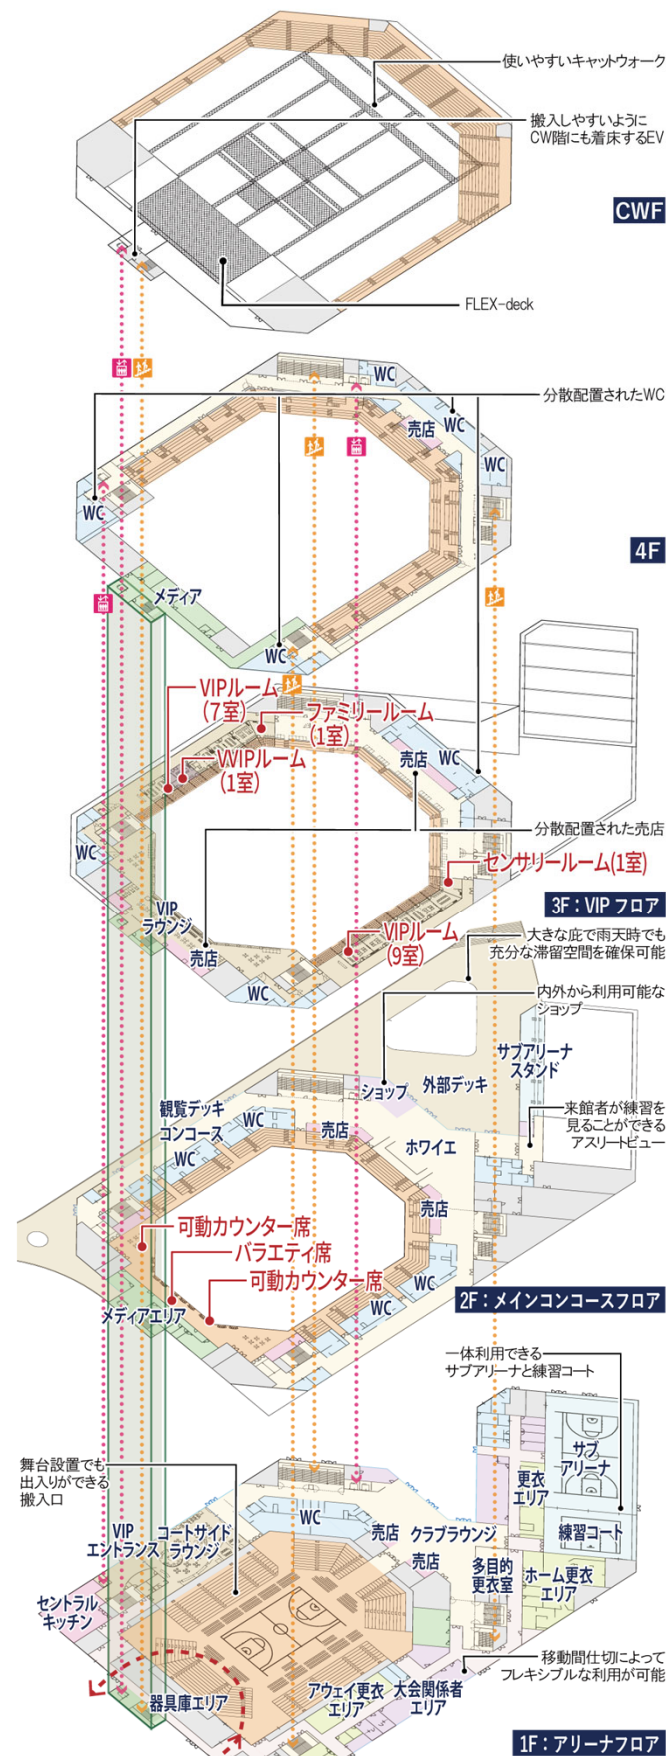 使いやすいキャットウォーク
搬入しやすいように
CW階にも着床するEV
CWF
FLEX-deck
WC
分散配置されたWC
WC
売店
WC
WC
4F
メディア
WC
VIPルーム
(7室)
ファミリールーム
(1室)
VVIPルーム
(1室)
売店
WC
分散配置された売店
WC
センサリールーム(1室)
VIP
ラウンジ
売店
VIPルーム
(9室)
WC
3F：VIP フロア
大きな庇で雨天時でも
充分な滞留空間を確保可能
内外から利用可能な
ショップ
サブアリーナ
スタンド
ショップ
外部デッキ
観覧デッキ
コンコース
WC
WC
売店
ホワイエ
来館者が練習を
見ることができる
アスリートビュー
売店
可動カウンター席
バラエティ席
可動カウンター席
メディアエリア
WC
WC
2F：メインコンコースフロア
一体利用できる
サブアリーナと練習コート
舞台設置でも
出入りができる
搬入口
サブ
アリーナ
更衣
エリア
練習コート
WC
売店
クラブラウンジ
売店
VIP
エントランス
コートサイド
ラウンジ
多目的
更衣室
ホーム更衣
エリア
セントラル
キッチン
器具庫エリア
アウェイ更衣
エリア
大会関係者
エリア
移動間仕切によって
フレキシブルな利用が可能
1F：アリーナフロア